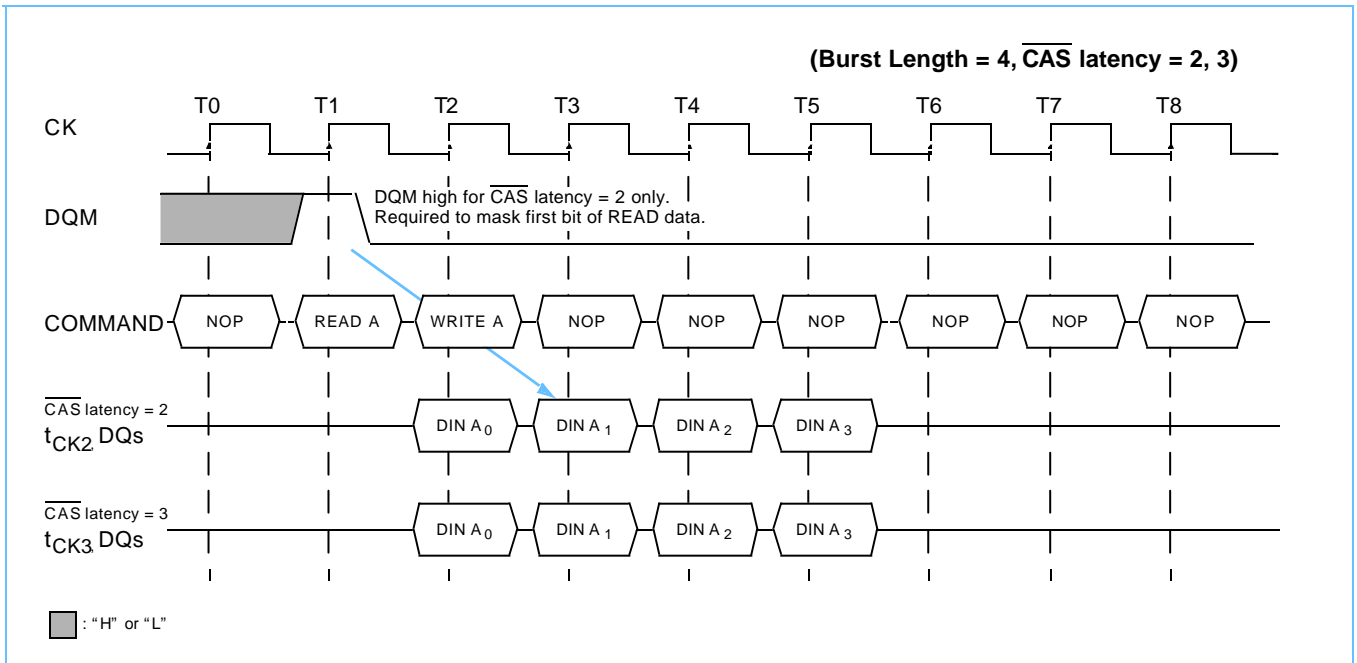 (Burst Length = 4, CAS latency = 2, 3)
T0 T1 T2 T3 T4 T5 T6 T7 T8
CK
DQM high for CAS latency = 2 only.
Required to mask first bit of READ data.
DQM
COMMAND NOP READ A WRITE A NOP NOP NOP NOP NOP NOP
CAS latency = 2
tCK2, DQs DIN A0 DIN A1 DIN A2 DIN A3
CAS latency = 3
tCK3, DQs DIN A0 DIN A1 DIN A2 DIN A3
: “H” or “L”